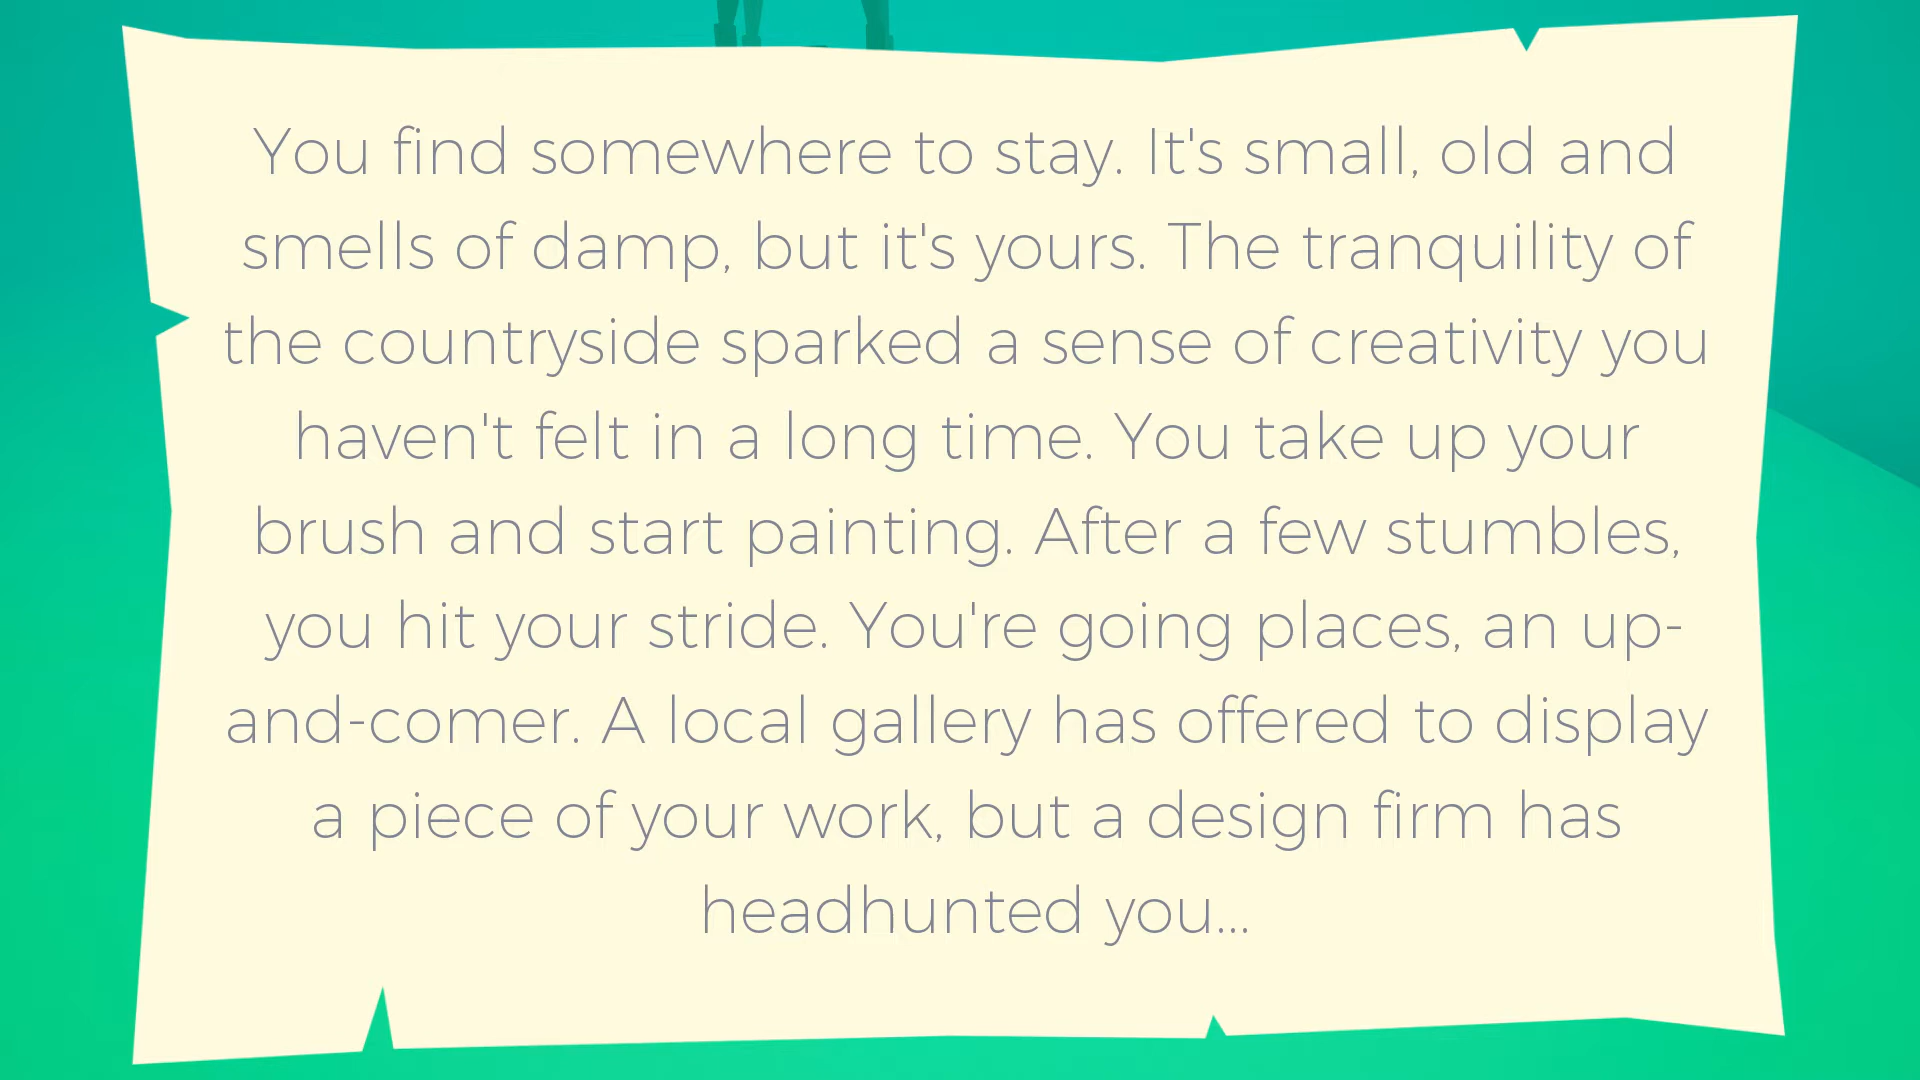 You find somewhere to stay. It's small, old and
smells of damp, but it's yours. The tranquility of
the countryside sparked a sense of creativity you
haven't felt in a long time. You take up your
brush and start painting. After a few stumbles,
you hit your stride. You're going places, an up-
and-comer. A local gallery has offered to display
a piece of your work, but a design firm has
headhunted you...